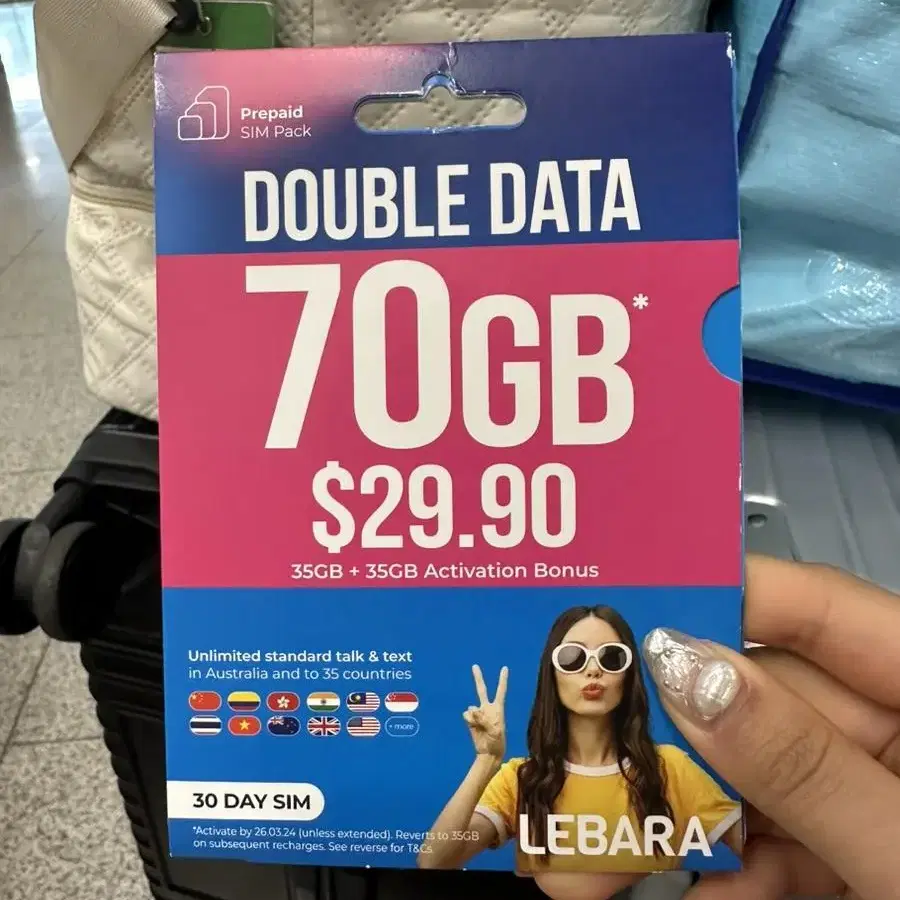 Prepaid
SIM Pack
DOUBLE DATA
70GB*
$29.90
35GB + 35GB Activation Bonus
Unlimited standard talk & text
in Australia and to 35 countries
+ more
30 DAY SIM
*Activate by 26.03.24 (unless extended). Reverts to 35GB
on subsequent recharges. See reverse for T&Cs
LEBARA